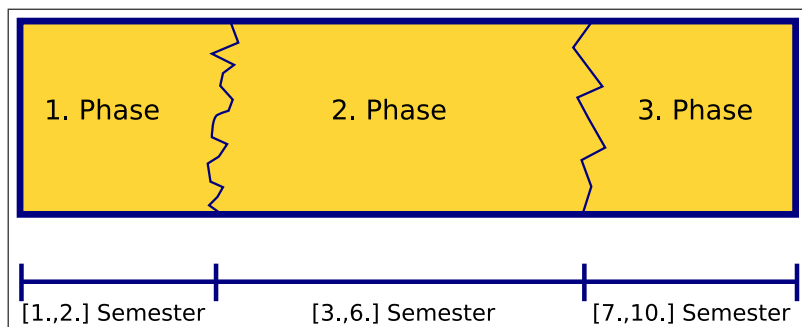 1. Phase 2. Phase 3. Phase
[1.,2.] Semester [3.,6.] Semester [7.,10.] Semester